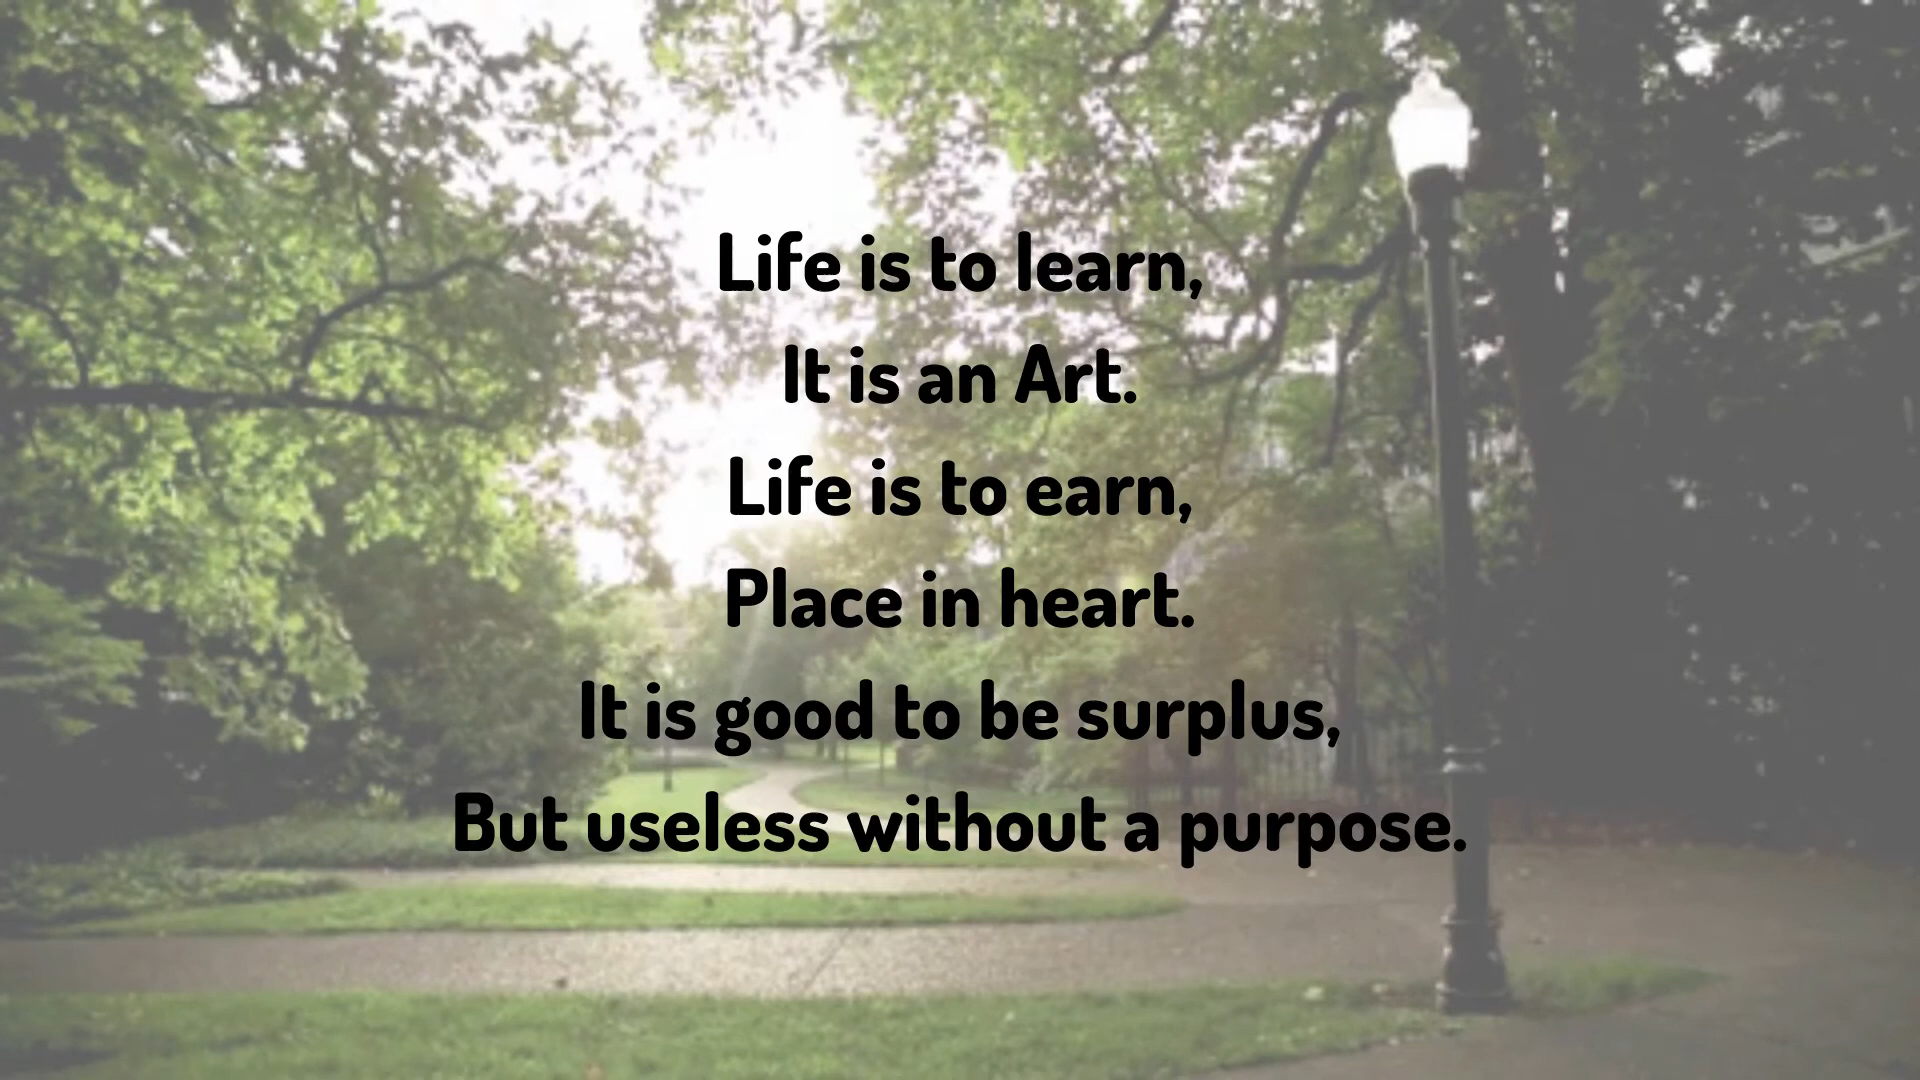 Life is to learn,
It is an Art.
Life is to earn,
Place in heart.
It is good to be surplus,
But useless without a purpose.